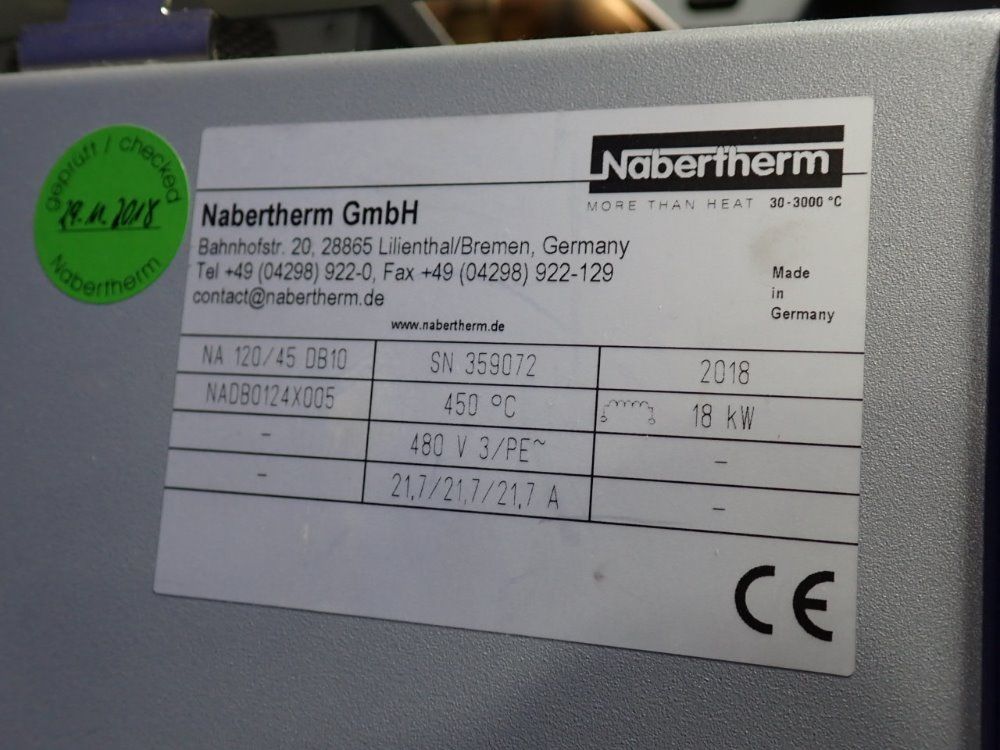 geprüft / checked
29.11.2018
Nabertherm
Nabertherm
MORE THAN HEAT 30-3000 °C
Nabertherm GmbH
Bahnhofstr. 20, 28865 Lilienthal/Bremen, Germany
Tel +49 (04298) 922-0, Fax +49 (04298) 922-129
contact@nabertherm.de
Made
in
Germany
www.nabertherm.de
NA 120/45 DB10 SN 359072 2018
NADB0124X005 450 °C 18 kW
- 480 V 3/PE~ -
- 21,7/21,7/21,7 A -
CE